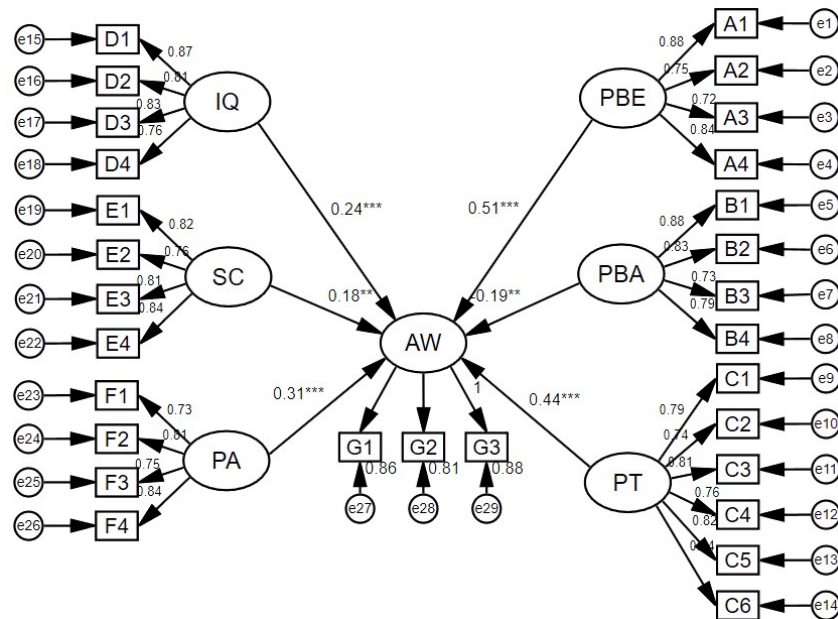 e15 D1 0.87
e16 D2 0.81
e17 D3 0.83
e18 D4 0.76
IQ
e19 E1 0.82
e20 E2 0.76
e21 E3 0.81
e22 E4 0.84
SC
e23 F1 0.73
e24 F2 0.81
e25 F3 0.75
e26 F4 0.84
PA
0.24***
0.18**
0.31***
AW
1
G1 G2 G3
0.86 0.81 0.88
e27 e28 e29
0.51***
-0.19**
0.44***
PBE
0.88 A1 e1
0.75 A2 e2
0.72 A3 e3
0.84 A4 e4
PBA
0.88 B1 e5
0.83 B2 e6
0.73 B3 e7
0.79 B4 e8
PT
0.79 C1 e9
0.74 C2 e10
0.81 C3 e11
0.76 C4 e12
0.82 C5 e13
C6 e14